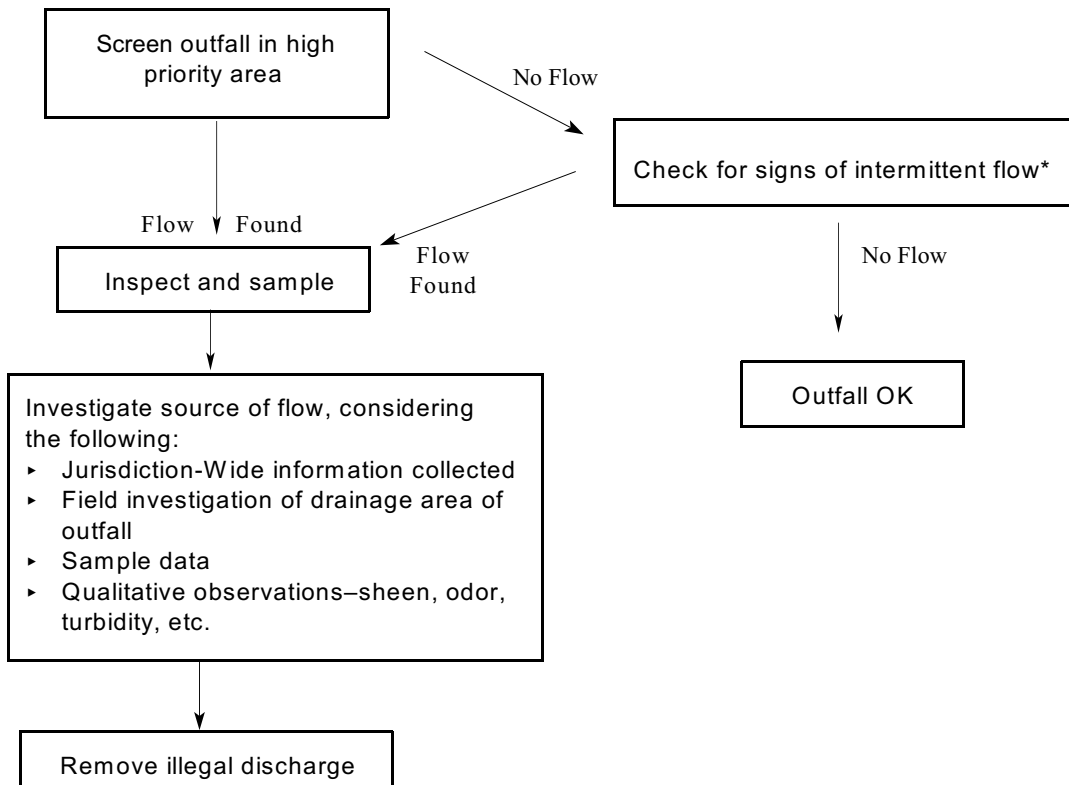 Screen outfall in high
priority area
No Flow
Check for signs of intermittent flow*
Flow Found
Flow
Found
No Flow
Inspect and sample
Outfall OK
Investigate source of flow, considering
the following:
▸ Jurisdiction-Wide information collected
▸ Field investigation of drainage area of
outfall
▸ Sample data
▸ Qualitative observations–sheen, odor,
turbidity, etc.
Remove illegal discharge